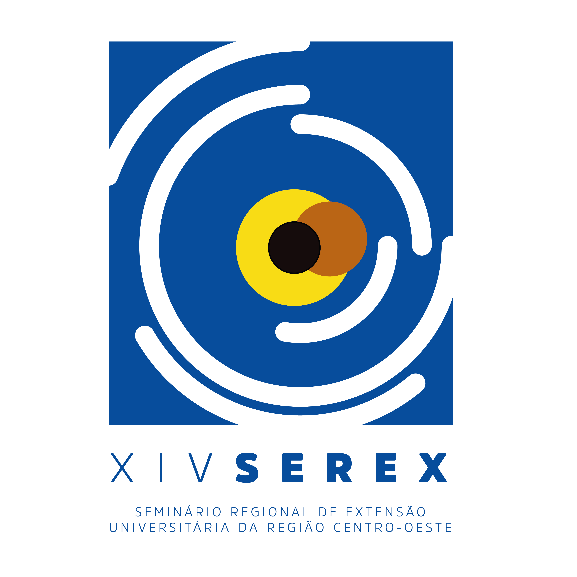 XIV SEREX
SEMINÁRIO REGIONAL DE EXTENSÃO
UNIVERSITÁRIA DA REGIÃO CENTRO-OESTE